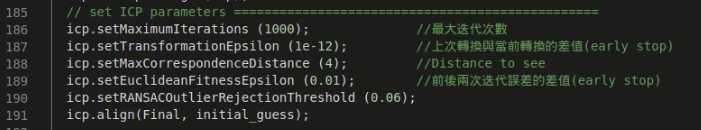 185 // set ICP parameters ================================================
186 icp.setMaximumIterations (1000); //最大迭代次數
187 icp.setTransformationEpsilon (1e-12); //上次轉換與當前轉換的差值(early stop)
188 icp.setMaxCorrespondenceDistance (4); //Distance to see
189 icp.setEuclideanFitnessEpsilon (0.01); //前後兩次迭代誤差的差值(early stop)
190 icp.setRANSACOutlierRejectionThreshold (0.06);
191 icp.align(Final, initial_guess);